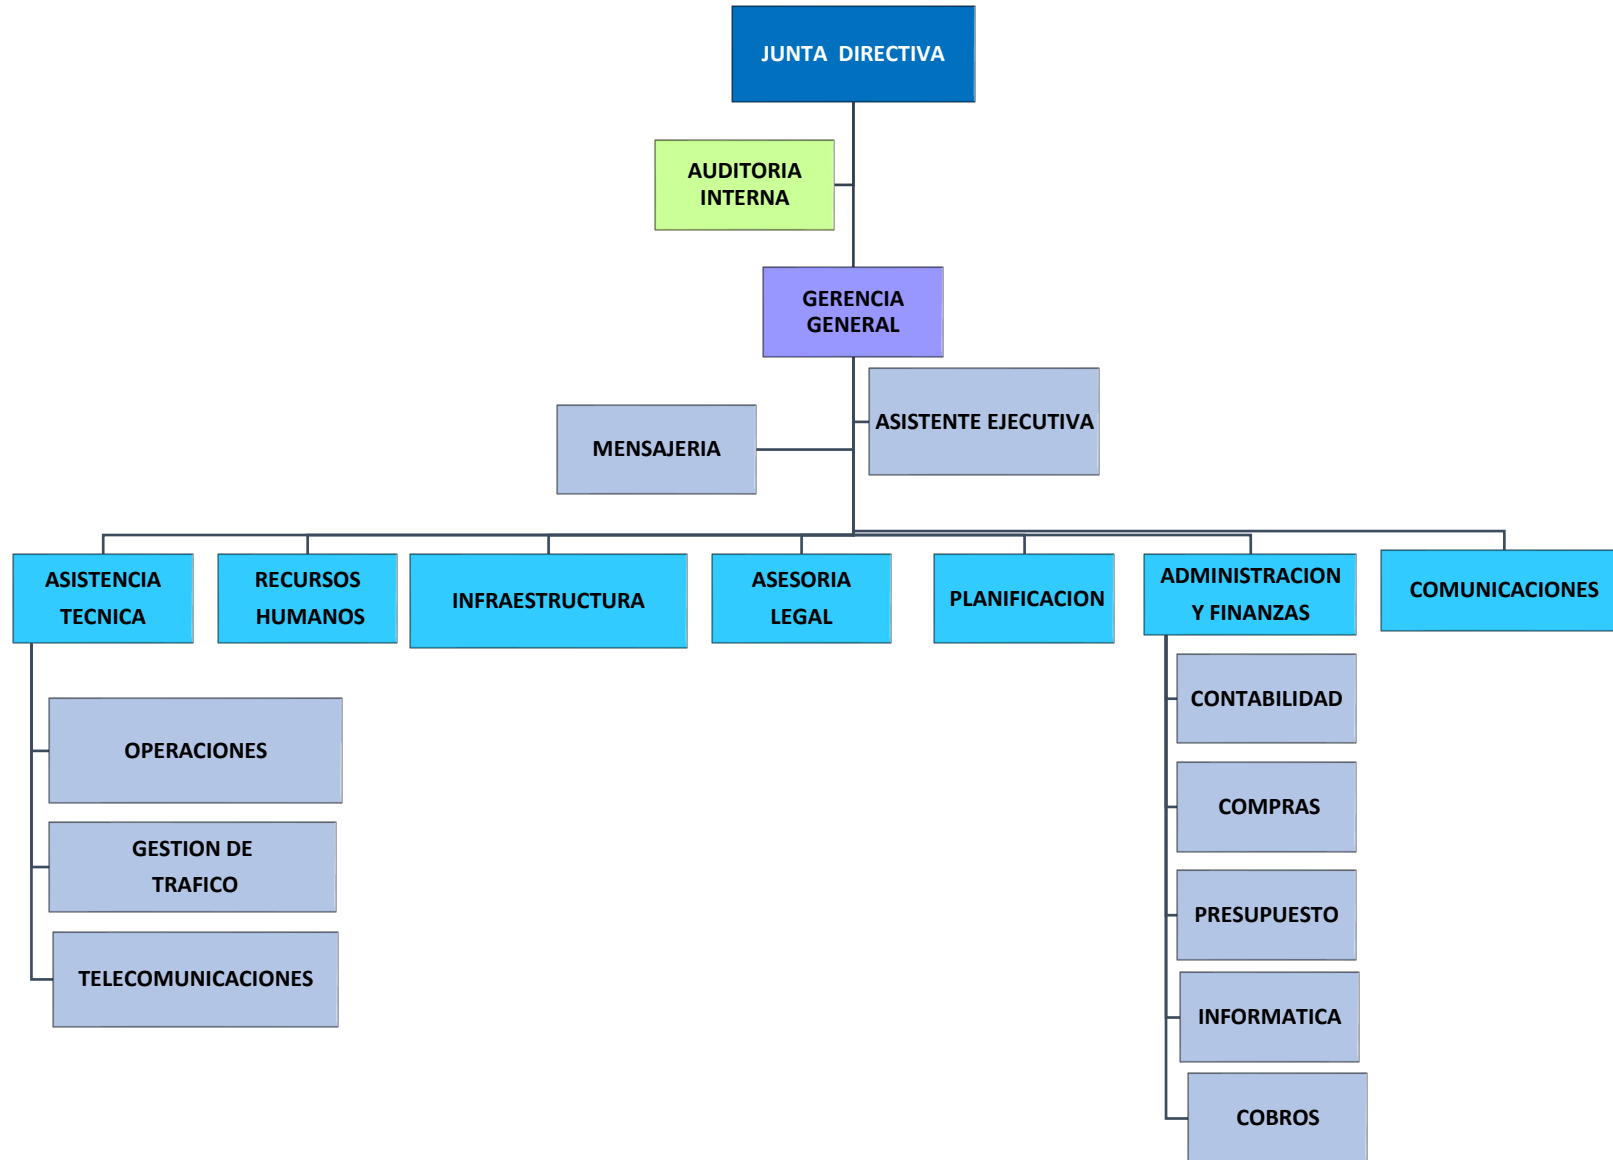 JUNTA DIRECTIVA
AUDITORIA
INTERNA
GERENCIA
GENERAL
ASISTENTE EJECUTIVA
MENSAJERIA
ASISTENCIA
TECNICA
RECURSOS
HUMANOS
INFRAESTRUCTURA
ASESORIA
LEGAL
PLANIFICACION
ADMINISTRACION
Y FINANZAS
COMUNICACIONES
OPERACIONES
GESTION DE
TRAFICO
TELECOMUNICACIONES
CONTABILIDAD
COMPRAS
PRESUPUESTO
INFORMATICA
COBROS